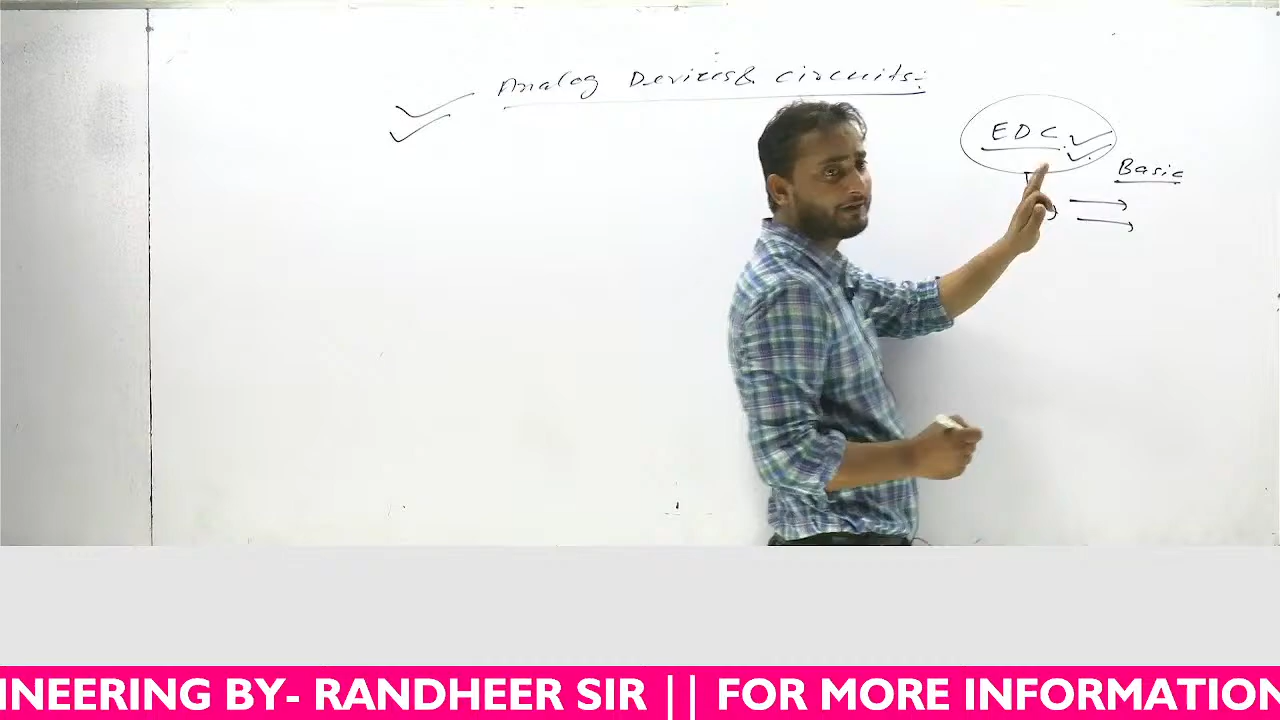 Analog Devices & circuits:
EDC
Basic
INEERING BY- RANDHEER SIR || FOR MORE INFORMATION